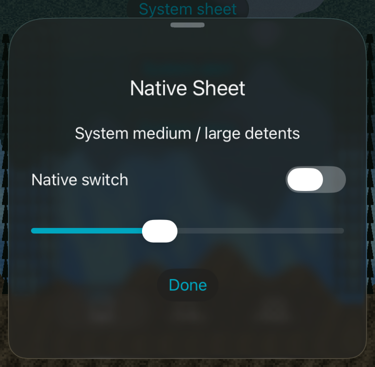 System sheet
Native Sheet
System medium / large detents
Native switch
Done